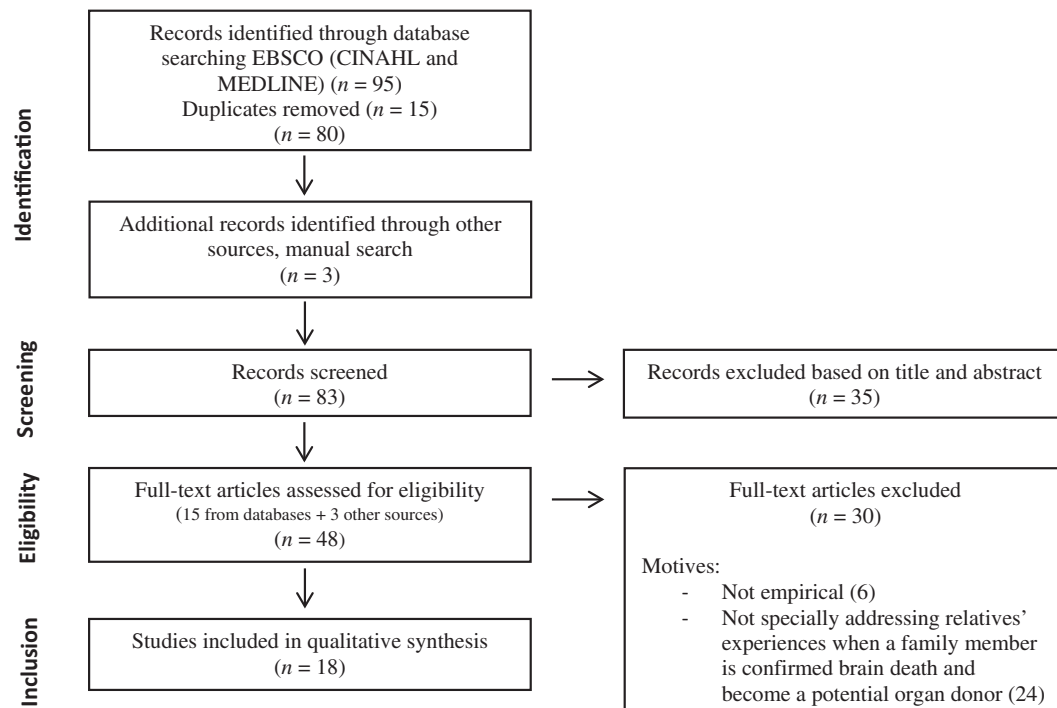 Identification
Records identified through database
searching EBSCO (CINAHL and
MEDLINE) (n = 95)
Duplicates removed (n = 15)
(n = 80)
Additional records identified through other
sources, manual search
(n = 3)
Screening
Records screened
(n = 83)
Records excluded based on title and abstract
(n = 35)
Eligibility
Full-text articles assessed for eligibility
(15 from databases + 3 other sources)
(n = 48)
Full-text articles excluded
(n = 30)
Motives:
- Not empirical (6)
- Not specially addressing relatives’
experiences when a family member
is confirmed brain death and
become a potential organ donor (24)
Inclusion
Studies included in qualitative synthesis
(n = 18)